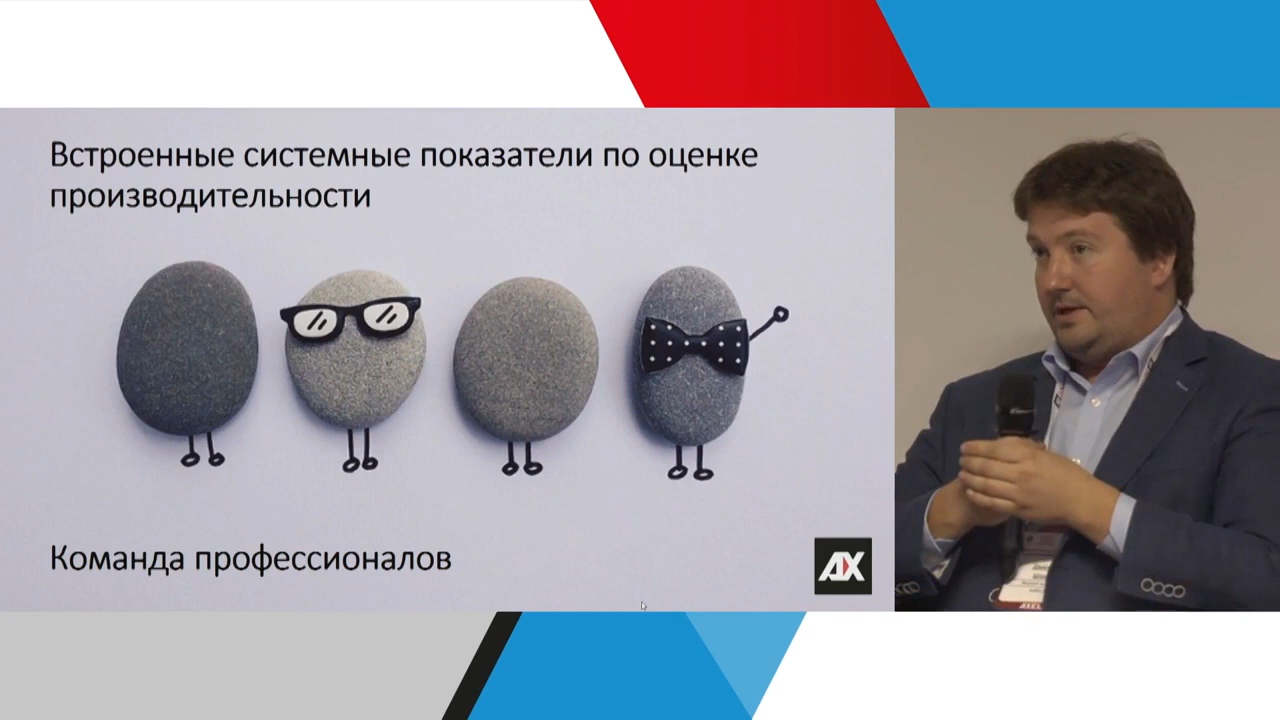 Встроенные системные показатели по оценке
производительности
Команда профессионалов
AX